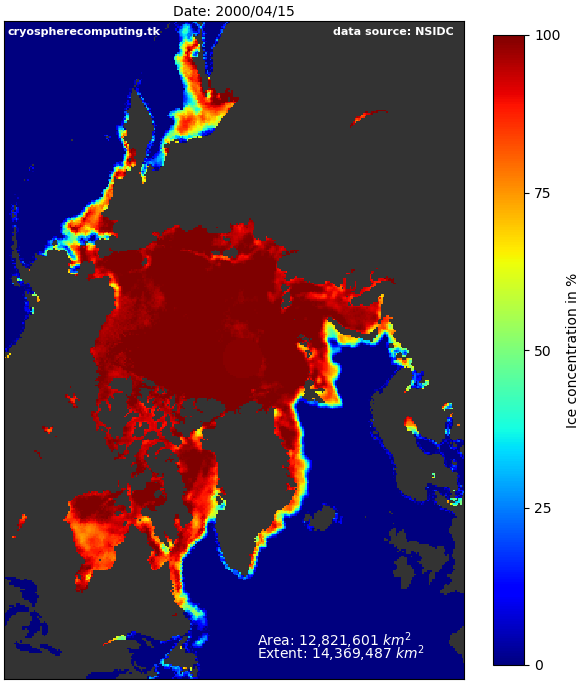 Date: 2000/04/15
cryospherecomputing.tk
data source: NSIDC
100
75
50
25
0
Ice concentration in %
Area: 12,821,601 km²
Extent: 14,369,487 km²